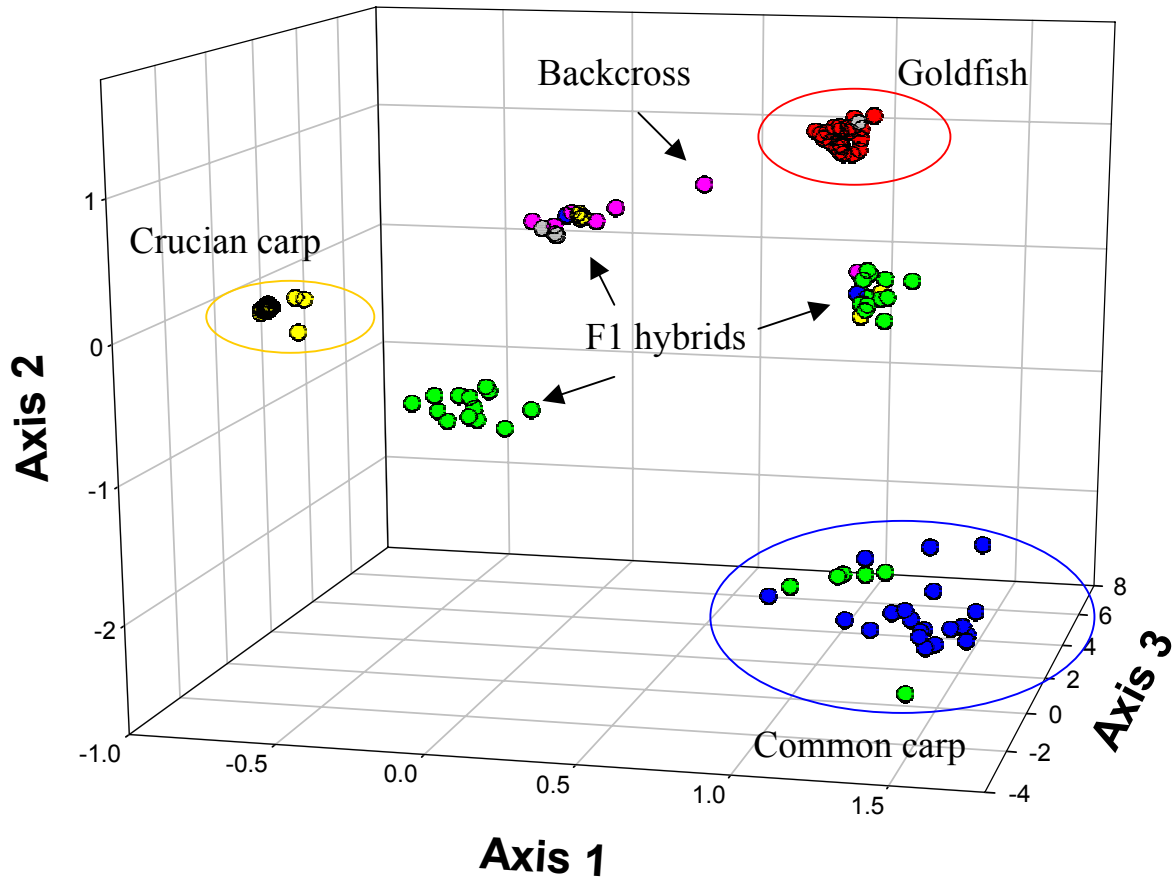 Backcross
Goldfish
Crucian carp
F1 hybrids
Common carp
Axis 2
1
0
-1
-2
-1.0
-0.5
0.0
0.5
1.0
1.5
Axis 1
8
6
4
2
0
-2
-4
Axis 3